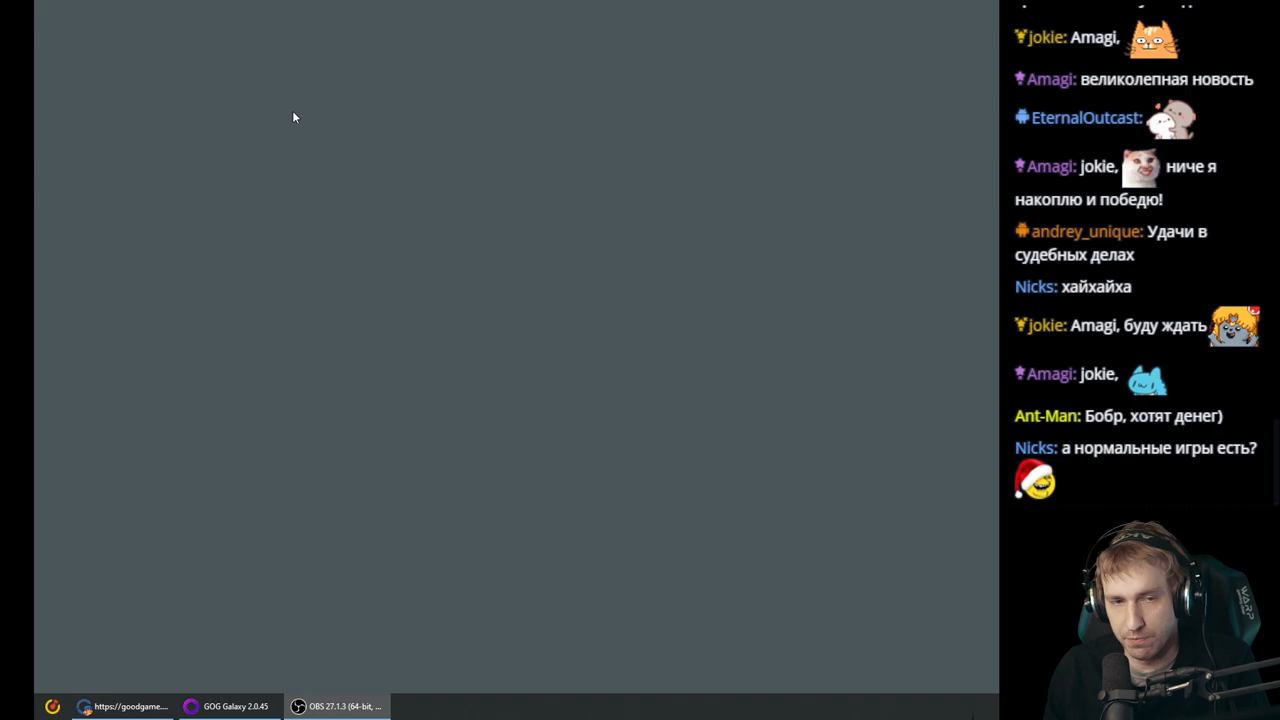 jokie: Amagi,
Amagi: великолепная новость
EternalOutcast:
Amagi: jokie, ниче я
накоплю и победю!
andrey_unique: Удачи в
судебных делах
Nicks: хайхайха
jokie: Amagi, буду ждать
Amagi: jokie,
Ant-Man: Бобр, хотят денег)
Nicks: а нормальные игры есть?
WARP
AKG
https://goodgame....
GOG Galaxy 2.0.45
OBS 27.1.3 (64-bit, ...